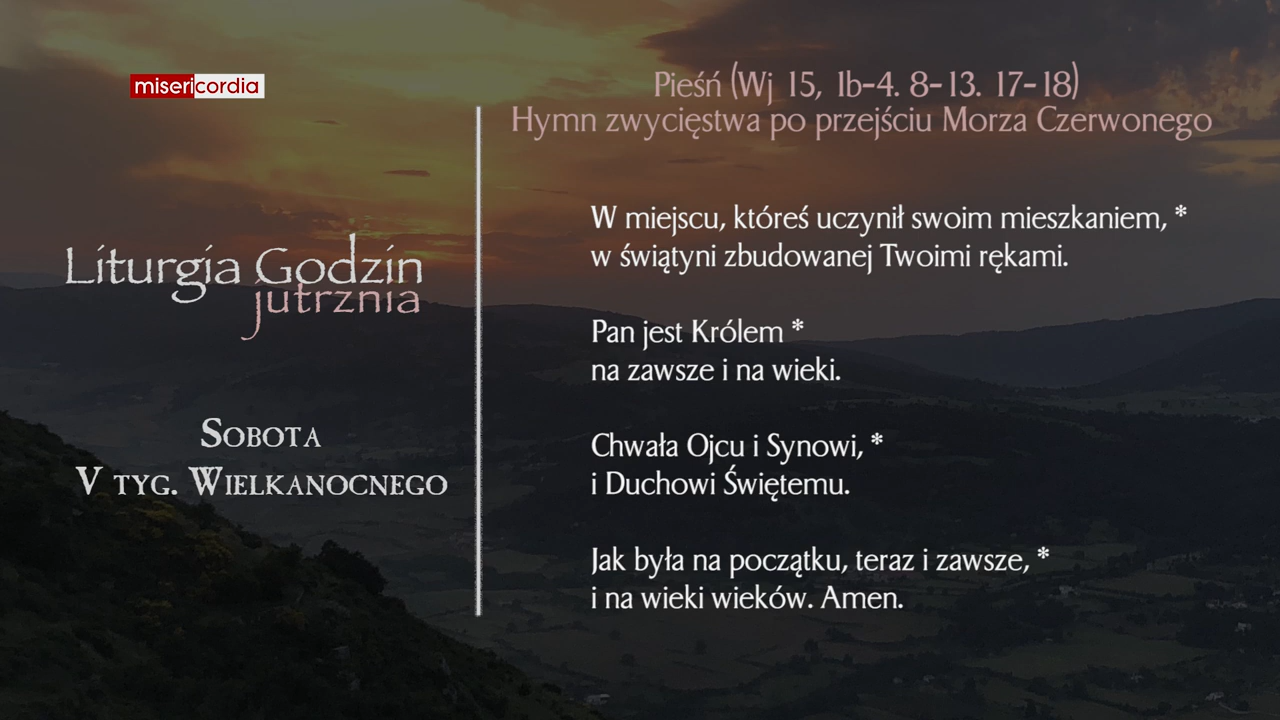 misericordia
Liturgia Godzin
jutrznia
Sobota
V tyg. Wielkanocnego
Pieśń (Wj 15, 1b-4. 8-13. 17-18)
Hymn zwycięstwa po przejściu Morza Czerwonego
W miejscu, któreś uczynił swoim mieszkaniem, *
w świątyni zbudowanej Twoimi rękami.
Pan jest Królem *
na zawsze i na wieki.
Chwała Ojcu i Synowi, *
i Duchowi Świętemu.
Jak była na początku, teraz i zawsze, *
i na wieki wieków. Amen.